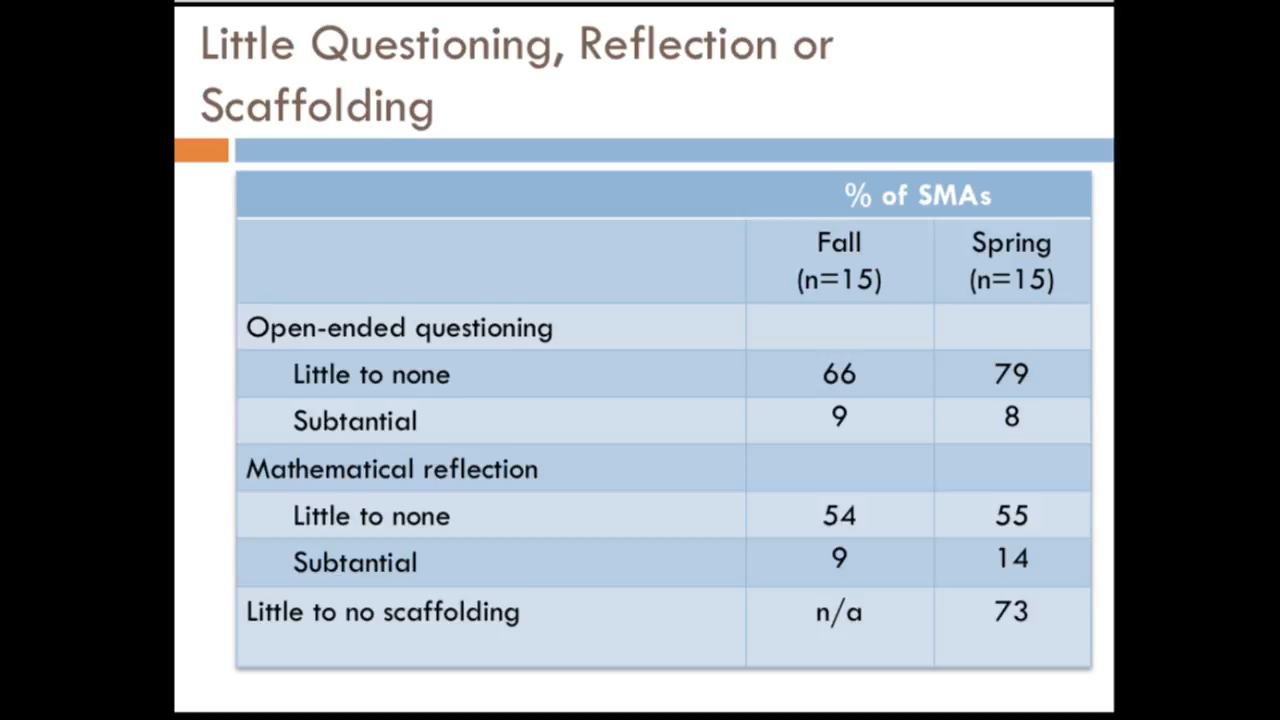 Little Questioning, Reflection or
Scaffolding
% of SMAs
Fall Spring
(n=15) (n=15)
Open-ended questioning
Little to none 66 79
Subtantial 9 8
Mathematical reflection
Little to none 54 55
Subtantial 9 14
Little to no scaffolding n/a 73